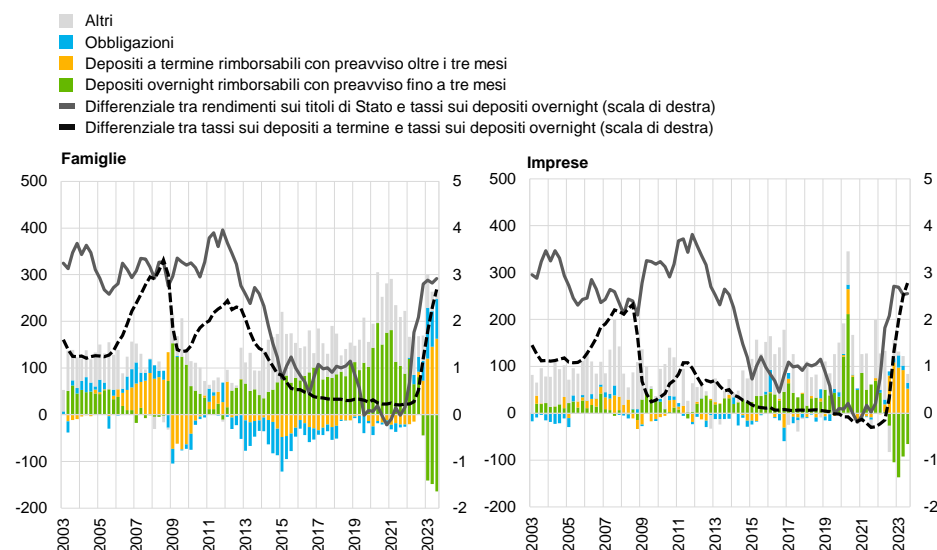 Altri
Obbligazioni
Depositi a termine rimborsabili con preavviso oltre i tre mesi
Depositi overnight rimborsabili con preavviso fino a tre mesi
Differenziale tra rendimenti sui titoli di Stato e tassi sui depositi overnight (scala di destra)
Differenziale tra tassi sui depositi a termine e tassi sui depositi overnight (scala di destra)
Famiglie
500 5
400 4
300 3
200 2
100 1
0 0
-100 -1
-200 -2
2003 2005 2007 2009 2011 2013 2015 2017 2019 2021 2023
Imprese
500 5
400 4
300 3
200 2
100 1
0 0
-100 -1
-200 -2
2003 2005 2007 2009 2011 2013 2015 2017 2019 2021 2023